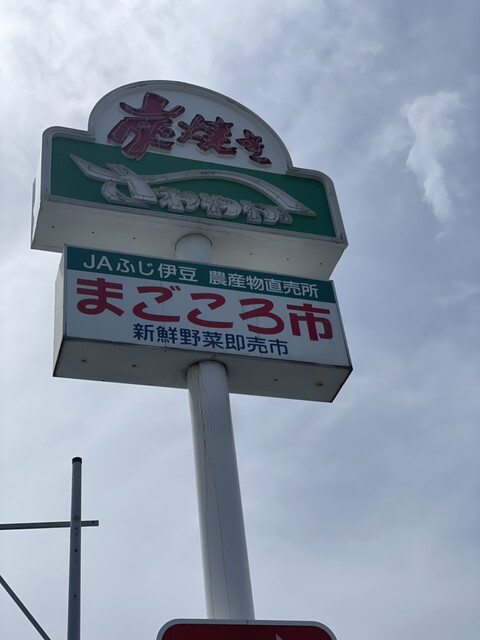 炭焼き
さわやか
JAふじ伊豆 農産物直売所
まごころ市
新鮮野菜即売市